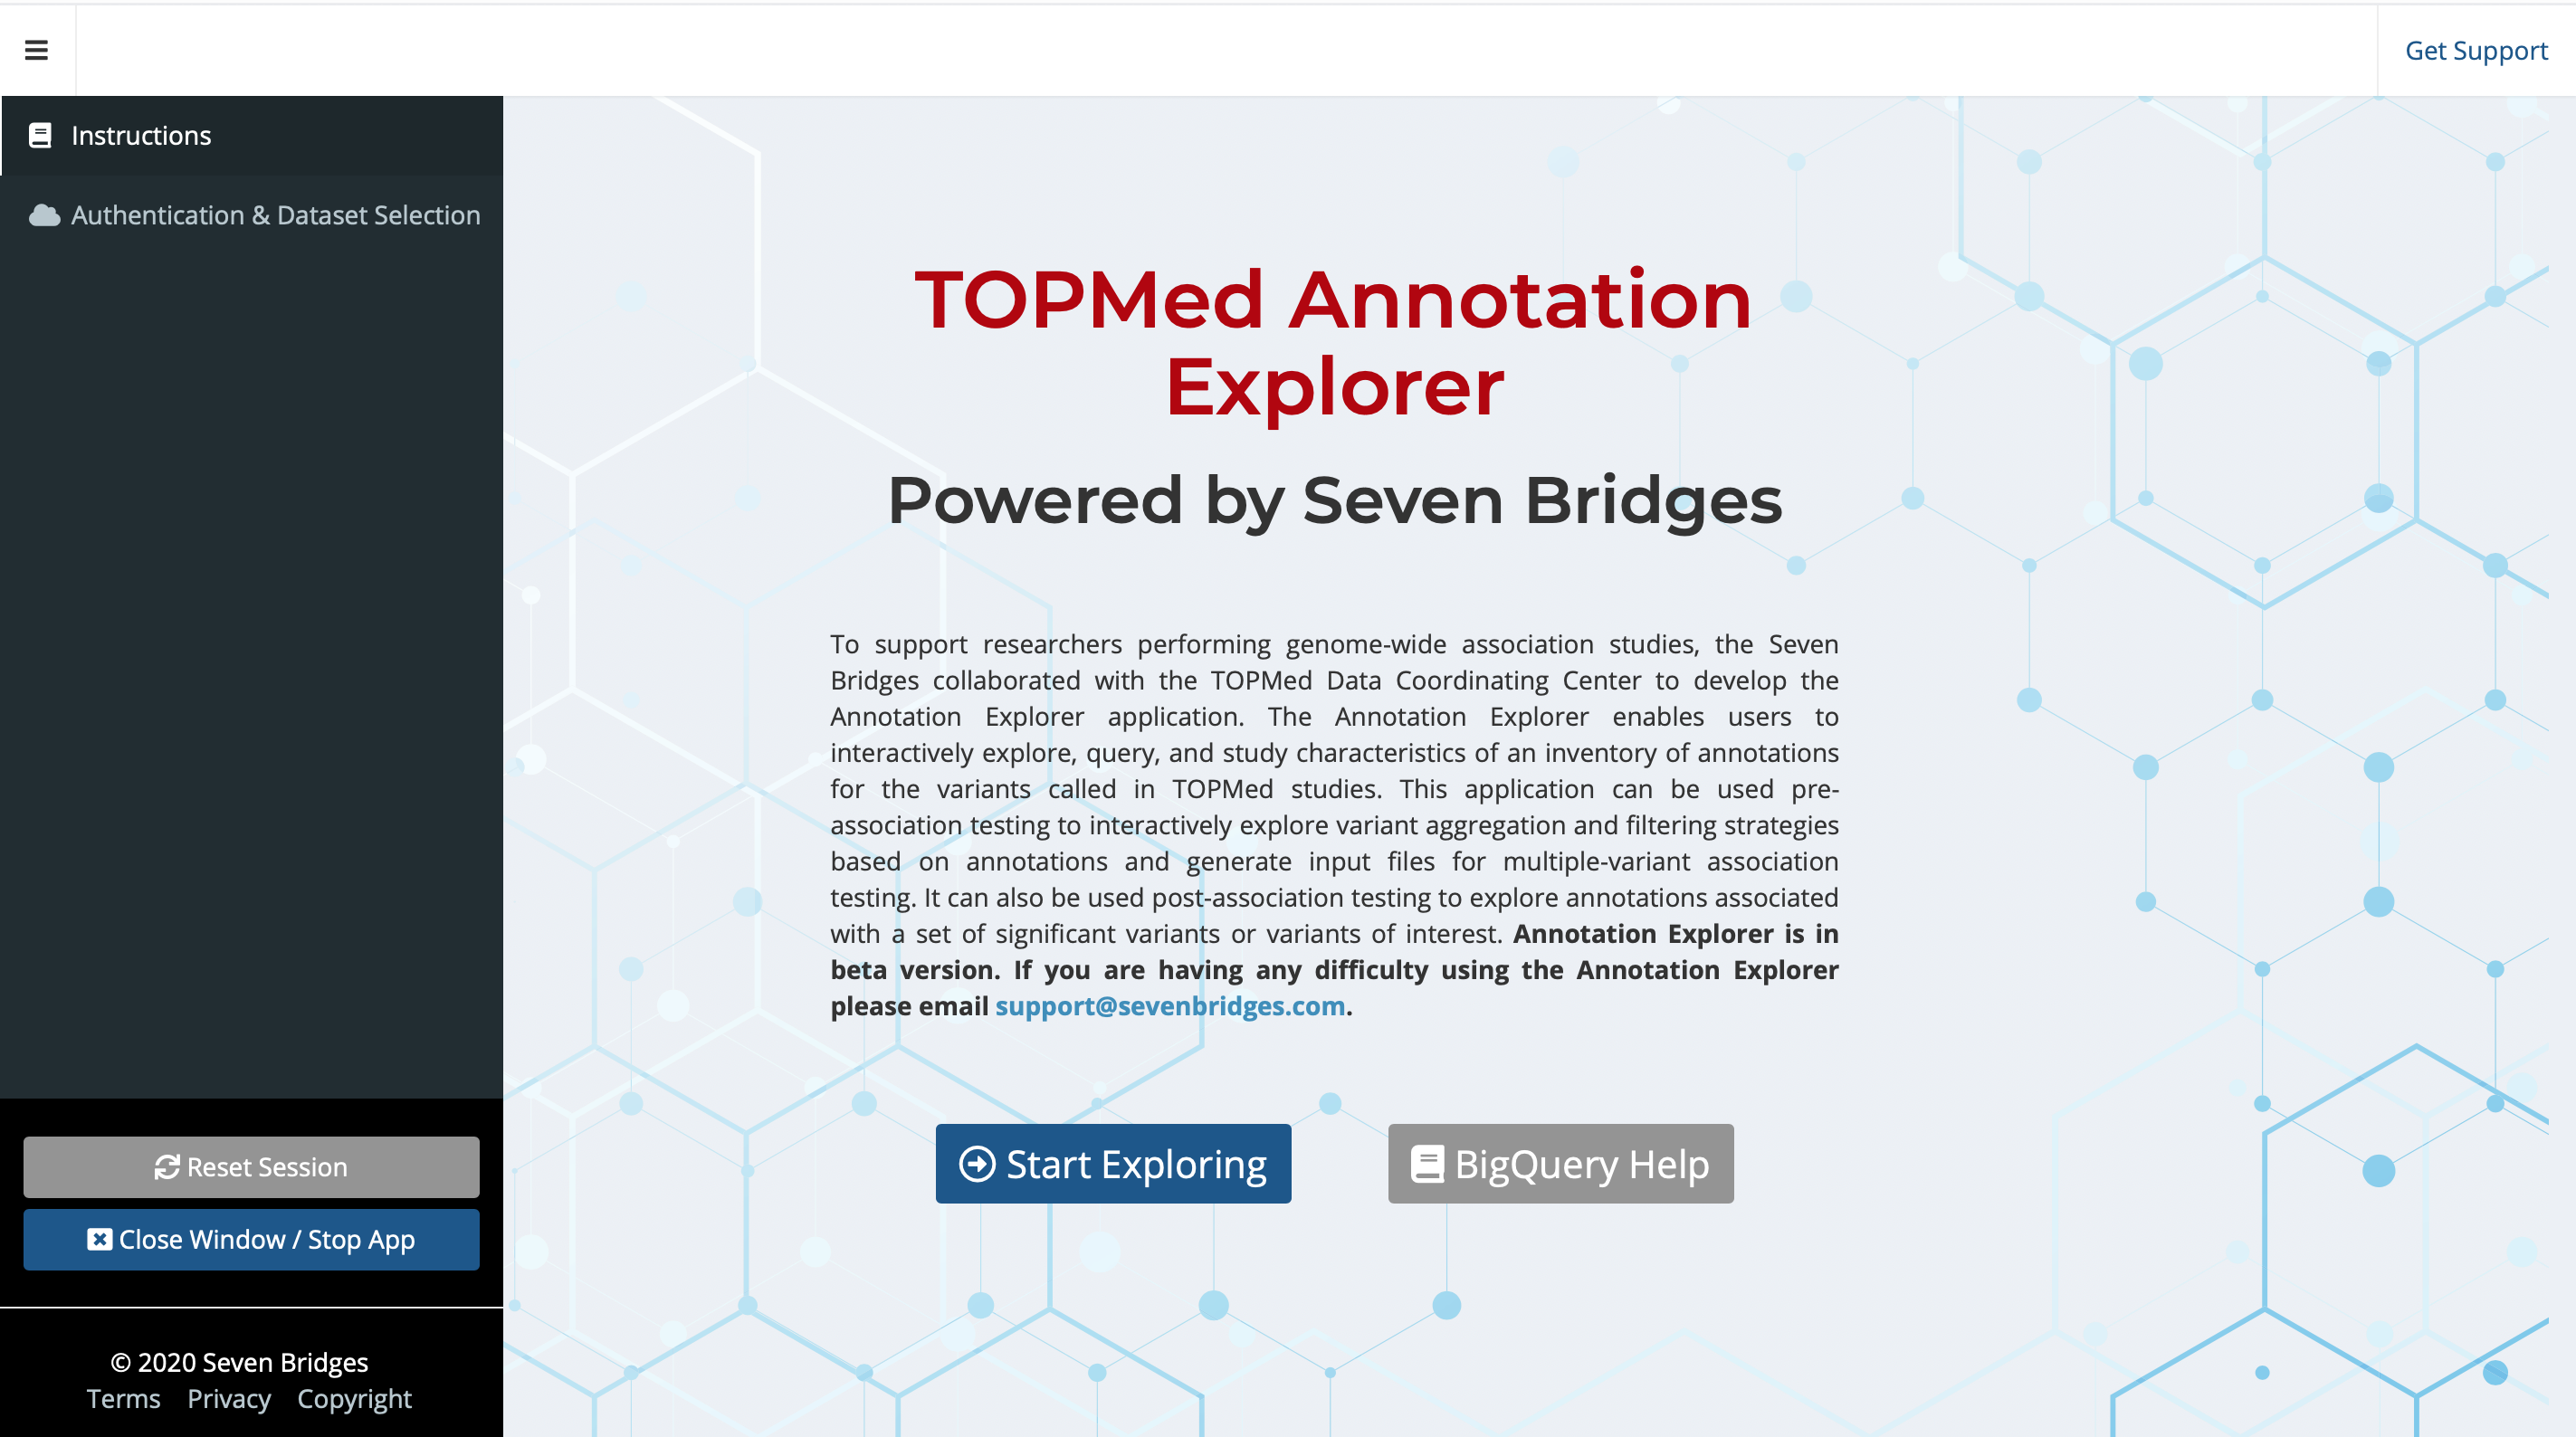 Get Support
Instructions
Authentication & Dataset Selection
TOPMed Annotation
Explorer
Powered by Seven Bridges
To support researchers performing genome-wide association studies, the Seven
Bridges collaborated with the TOPMed Data Coordinating Center to develop the
Annotation Explorer application. The Annotation Explorer enables users to
interactively explore, query, and study characteristics of an inventory of annotations
for the variants called in TOPMed studies. This application can be used pre-
association testing to interactively explore variant aggregation and filtering strategies
based on annotations and generate input files for multiple-variant association
testing. It can also be used post-association testing to explore annotations associated
with a set of significant variants or variants of interest. Annotation Explorer is in
beta version. If you are having any difficulty using the Annotation Explorer
please email support@sevenbridges.com.
Start Exploring
BigQuery Help
Reset Session
Close Window / Stop App
© 2020 Seven Bridges
Terms Privacy Copyright